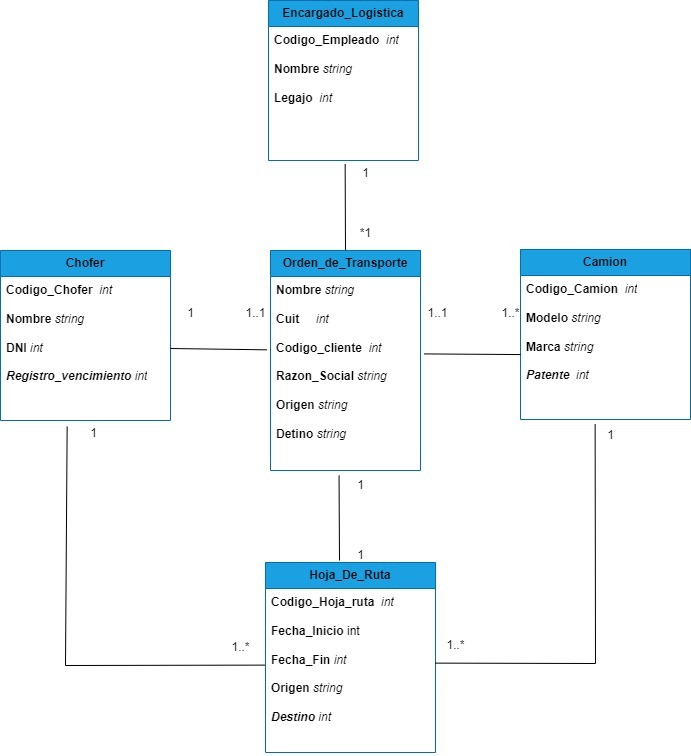 Encargado_Logistica
Codigo_Empleado int
Nombre string
Legajo int
1
*1
Chofer
Codigo_Chofer int
Nombre string
DNI int
Registro_vencimiento int
1
1..1
Orden_de_Transporte
Nombre string
Cuit int
Codigo_cliente int
Razon_Social string
Origen string
Detino string
1..1
1..*
Camion
Codigo_Camion int
Modelo string
Marca string
Patente int
1
1
1
1
Hoja_De_Ruta
Codigo_Hoja_ruta int
Fecha_Inicio int
Fecha_Fin int
Origen string
Destino int
1..*
1..*